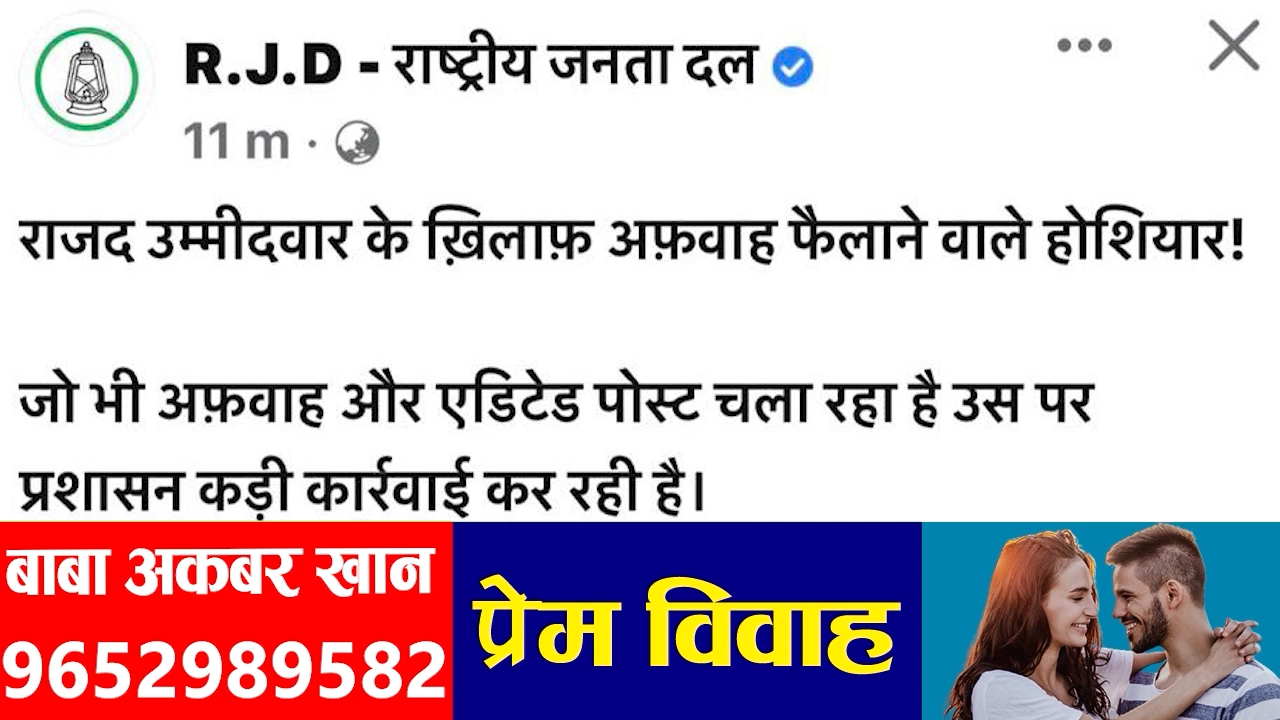 R.J.D - राष्ट्रीय जनता दल
11 m ·
राजद उम्मीदवार के ख़िलाफ़ अफ़वाह फैलाने वाले होशियार!
जो भी अफ़वाह और एडिटेड पोस्ट चला रहा है उस पर
प्रशासन कड़ी कार्रवाई कर रही है।
बाबा अकबर खान
9652989582
प्रेम विवाह